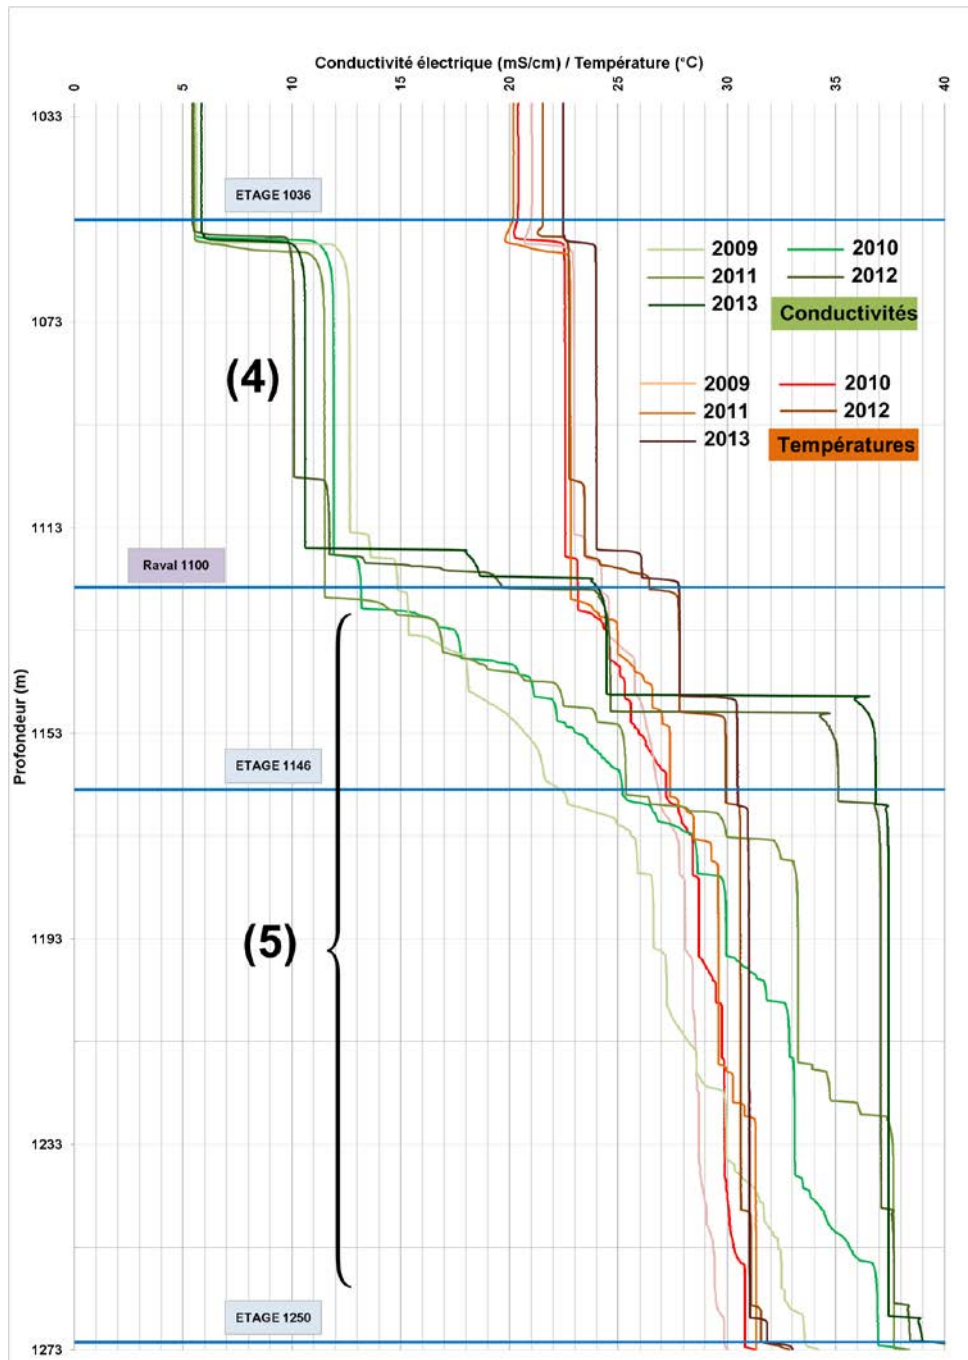 Conductivité électrique (mS/cm) / Température (°C)
0 5 10 15 20 25 30 35 40
1033
ETAGE 1036
2009 2010
2011 2012
2013 Conductivités
1073
(4)
2009 2010
2011 2012
2013 Températures
1113
Raval 1100
Profondeur (m)
1153
ETAGE 1146
1193
(5)
1233
ETAGE 1250
1273